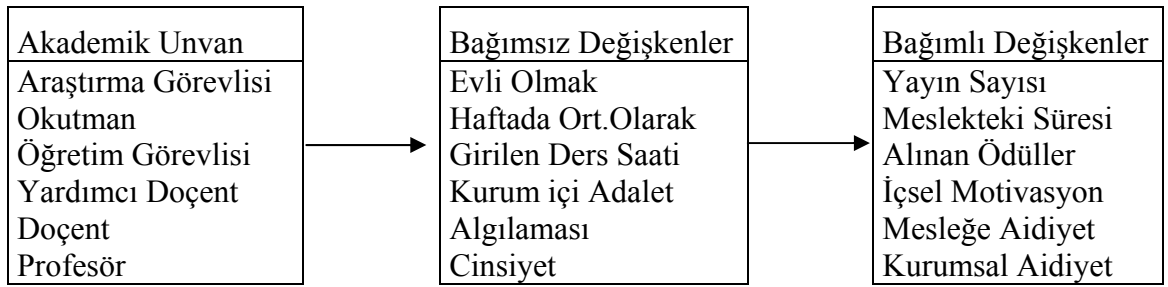 Akademik Unvan
Araştırma Görevlisi
Okutman
Öğretim Görevlisi
Yardımcı Doçent
Doçent
Profesör
Bağımsız Değişkenler
Evli Olmak
Haftada Ort.Olarak
Girilen Ders Saati
Kurum içi Adalet
Algılaması
Cinsiyet
Bağımlı Değişkenler
Yayın Sayısı
Meslekteki Süresi
Alınan Ödüller
İçsel Motivasyon
Mesleğe Aidiyet
Kurumsal Aidiyet